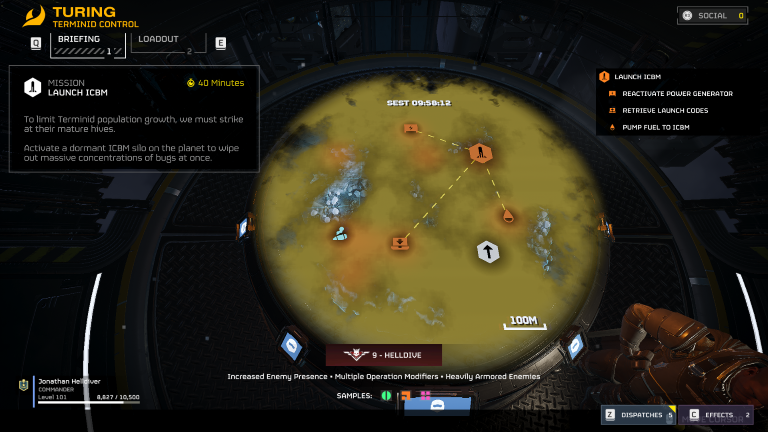 TURING
TERMINID CONTROL
Q
BRIEFING
1
LOADOUT
2
E
SOCIAL 0
MISSION
LAUNCH ICBM
40 Minutes
To limit Terminid population growth, we must strike
at their mature hives.
Activate a dormant ICBM silo on the planet to wipe
out massive concentrations of bugs at once.
LAUNCH ICBM
REACTIVATE POWER GENERATOR
RETRIEVE LAUNCH CODES
PUMP FUEL TO ICBM
SEST 09:58:12
100M
9 - HELLDIVE
Increased Enemy Presence • Multiple Operation Modifiers • Heavily Armored Enemies
SAMPLES:
Jonathan Helldiver
COMMANDER
Level 101
8,827 / 10,500
Z
DISPATCHES
5
C
EFFECTS
2